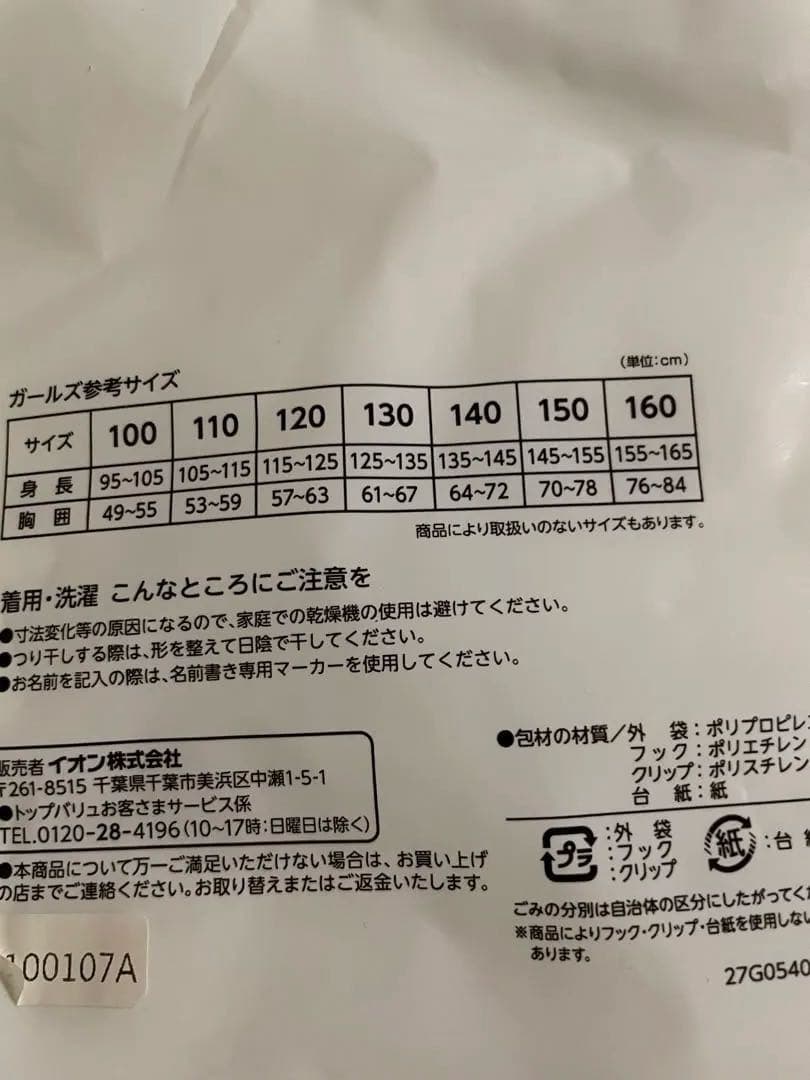 (単位:cm)
ガールズ参考サイズ
サイズ 100 110 120 130 140 150 160
身長 95~105 105~115 115~125 125~135 135~145 145~155 155~165
胸囲 49~55 53~59 57~63 61~67 64~72 70~78 76~84
商品により取扱いのないサイズもあります。
着用・洗濯 こんなところにご注意を
●寸法変化等の原因になるので、家庭での乾燥機の使用は避けてください。
●つり干しする際は、形を整えて日陰で干してください。
●お名前を記入の際は、名前書き専用マーカーを使用してください。
販売者 イオン株式会社
〒261-8515 千葉県千葉市美浜区中瀬1-5-1
●トップバリュお客さまサービス係
TEL.0120-28-4196(10~17時:日曜日は除く)
●本商品について万一ご満足いただけない場合は、お買い上げ
の店までご連絡ください。お取り替えまたはご返金いたします。
100107A
●包材の材質/外 袋:ポリプロピレン
フック:ポリエチレン
クリップ:ポリスチレン
台 紙:紙
プラ :外 袋
:フック
:クリップ
紙 :台
ごみの分別は自治体の区分にしたがってく
※商品によりフック・クリップ・台紙を使用しない
あります。
27G0540